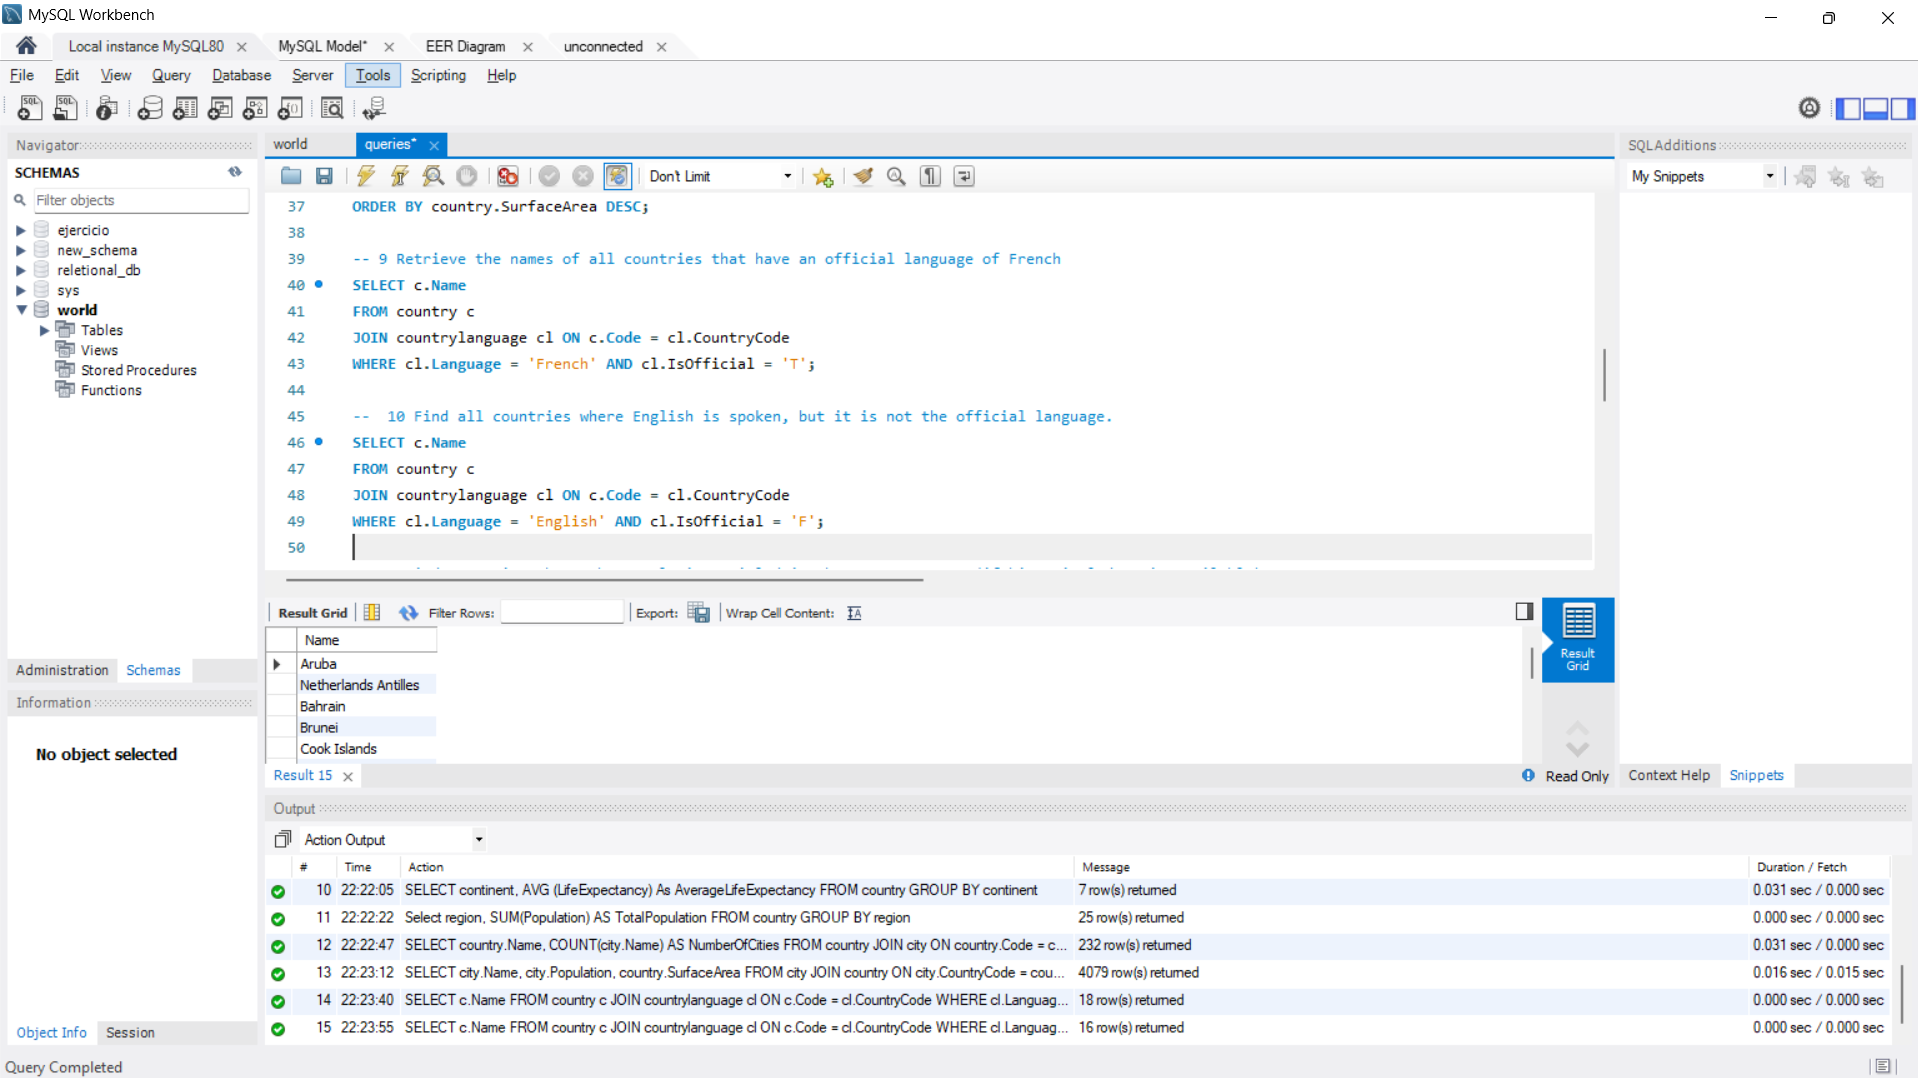 MySQL Workbench
Local instance MySQL80
MySQL Model*
EER Diagram
unconnected
File Edit View Query Database Server Tools Scripting Help
Navigator
SCHEMAS
Filter objects
ejercicio
new_schema
reletional_db
sys
world
Tables
Views
Stored Procedures
Functions
Administration Schemas
Information
No object selected
Object Info Session
world queries*
Don't Limit
37 ORDER BY country.SurfaceArea DESC;
38
39 -- 9 Retrieve the names of all countries that have an official language of French
40 SELECT c.Name
41 FROM country c
42 JOIN countrylanguage cl ON c.Code = cl.CountryCode
43 WHERE cl.Language = 'French' AND cl.IsOfficial = 'T';
44
45 --  10 Find all countries where English is spoken, but it is not the official language.
46 SELECT c.Name
47 FROM country c
48 JOIN countrylanguage cl ON c.Code = cl.CountryCode
49 WHERE cl.Language = 'English' AND cl.IsOfficial = 'F';
50
Result Grid Filter Rows: Export: Wrap Cell Content:
Name
Aruba
Netherlands Antilles
Bahrain
Brunei
Cook Islands
Result Grid
Result 15
Read Only
SQLAdditions
My Snippets
Context Help Snippets
Output
Action Output
# Time Action Message Duration / Fetch
10 22:22:05 SELECT continent, AVG (LifeExpectancy) As AverageLifeExpectancy FROM country GROUP BY continent 7 row(s) returned 0.031 sec / 0.000 sec
11 22:22:22 Select region, SUM(Population) AS TotalPopulation FROM country GROUP BY region 25 row(s) returned 0.000 sec / 0.000 sec
12 22:22:47 SELECT country.Name, COUNT(city.Name) AS NumberOfCities FROM country JOIN city ON country.Code = c... 232 row(s) returned 0.031 sec / 0.000 sec
13 22:23:12 SELECT city.Name, city.Population, country.SurfaceArea FROM city JOIN country ON city.CountryCode = cou... 4079 row(s) returned 0.016 sec / 0.015 sec
14 22:23:40 SELECT c.Name FROM country c JOIN countrylanguage cl ON c.Code = cl.CountryCode WHERE cl.Languag... 18 row(s) returned 0.000 sec / 0.000 sec
15 22:23:55 SELECT c.Name FROM country c JOIN countrylanguage cl ON c.Code = cl.CountryCode WHERE cl.Languag... 16 row(s) returned 0.000 sec / 0.000 sec
Query Completed